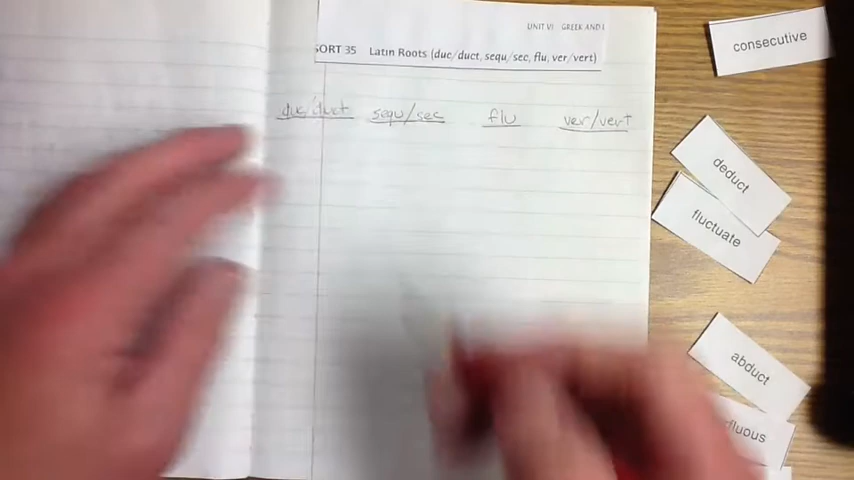 UNIT VI GREEK AND
SORT 35 Latin Roots (duc/duct, sequ/sec, flu, ver/vert)
duc/duct sequ/sec flu ver/vert
consecutive
deduct
fluctuate
abduct